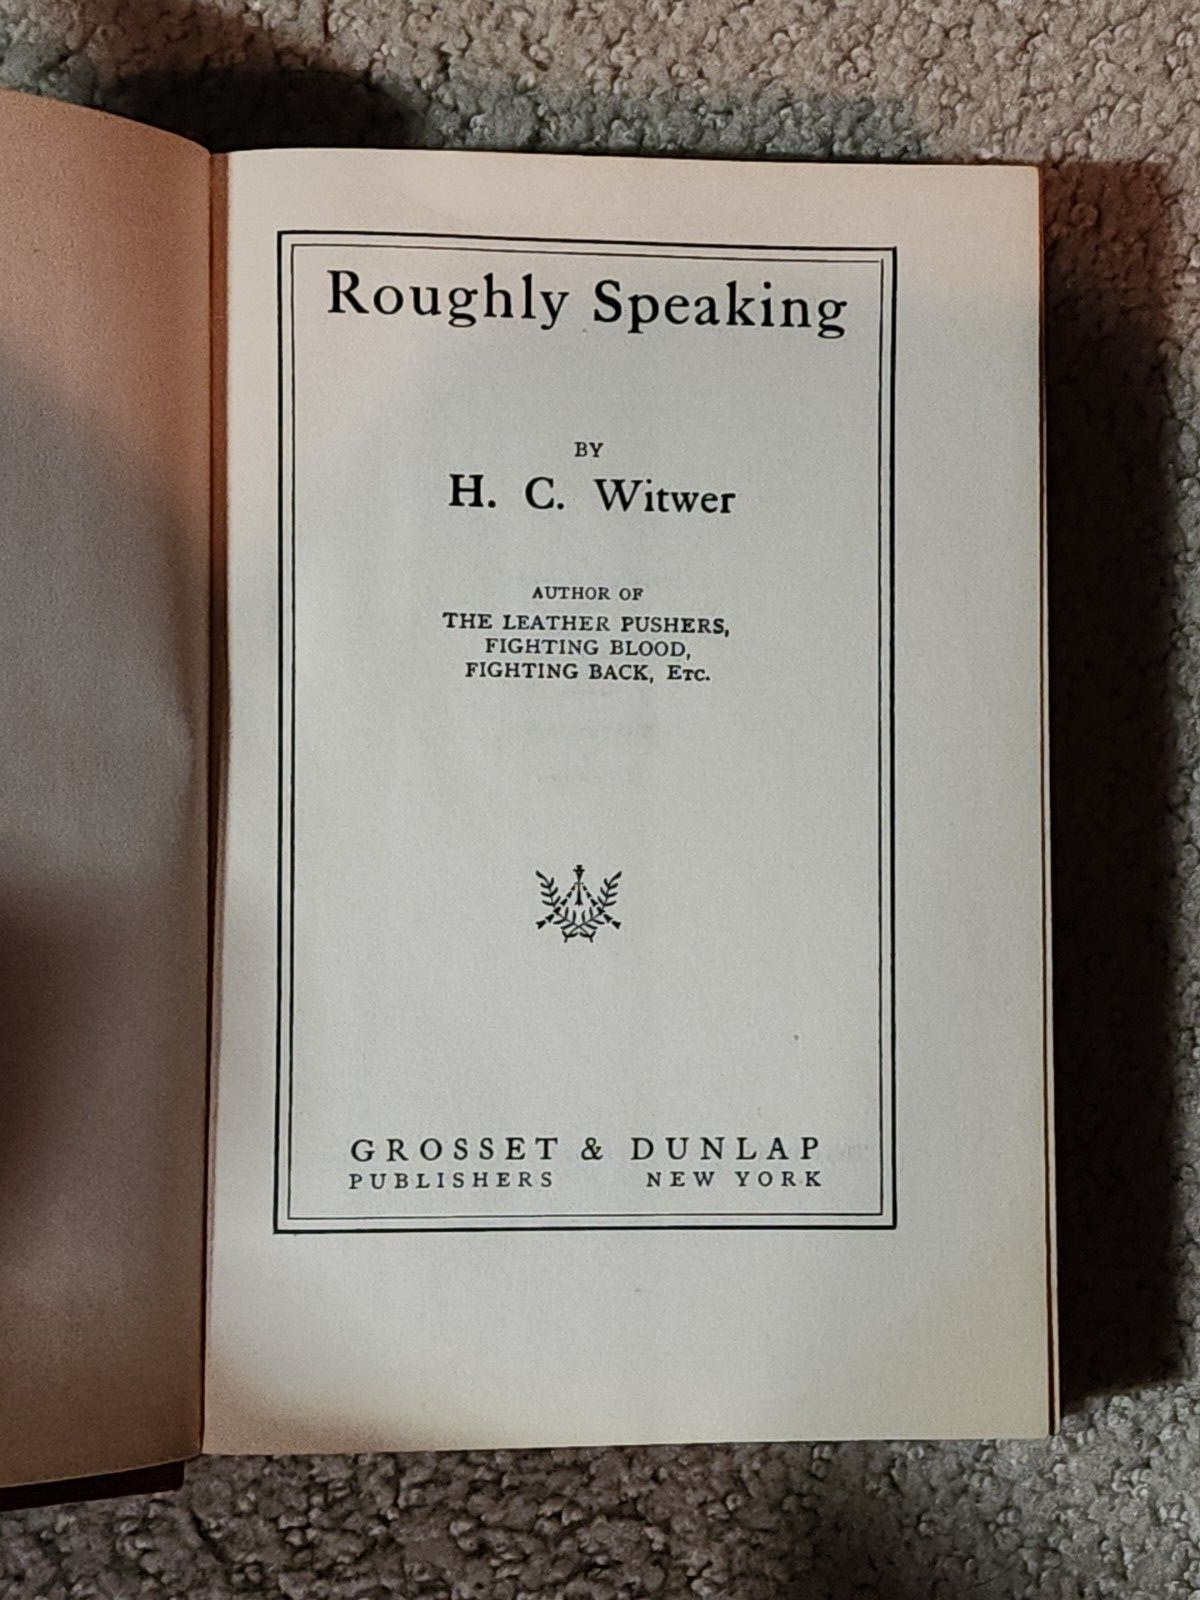 Roughly Speaking
BY
H. C. Witwer
AUTHOR OF
THE LEATHER PUSHERS,
FIGHTING BLOOD,
FIGHTING BACK, ETC.
GROSSET & DUNLAP
PUBLISHERS NEW YORK